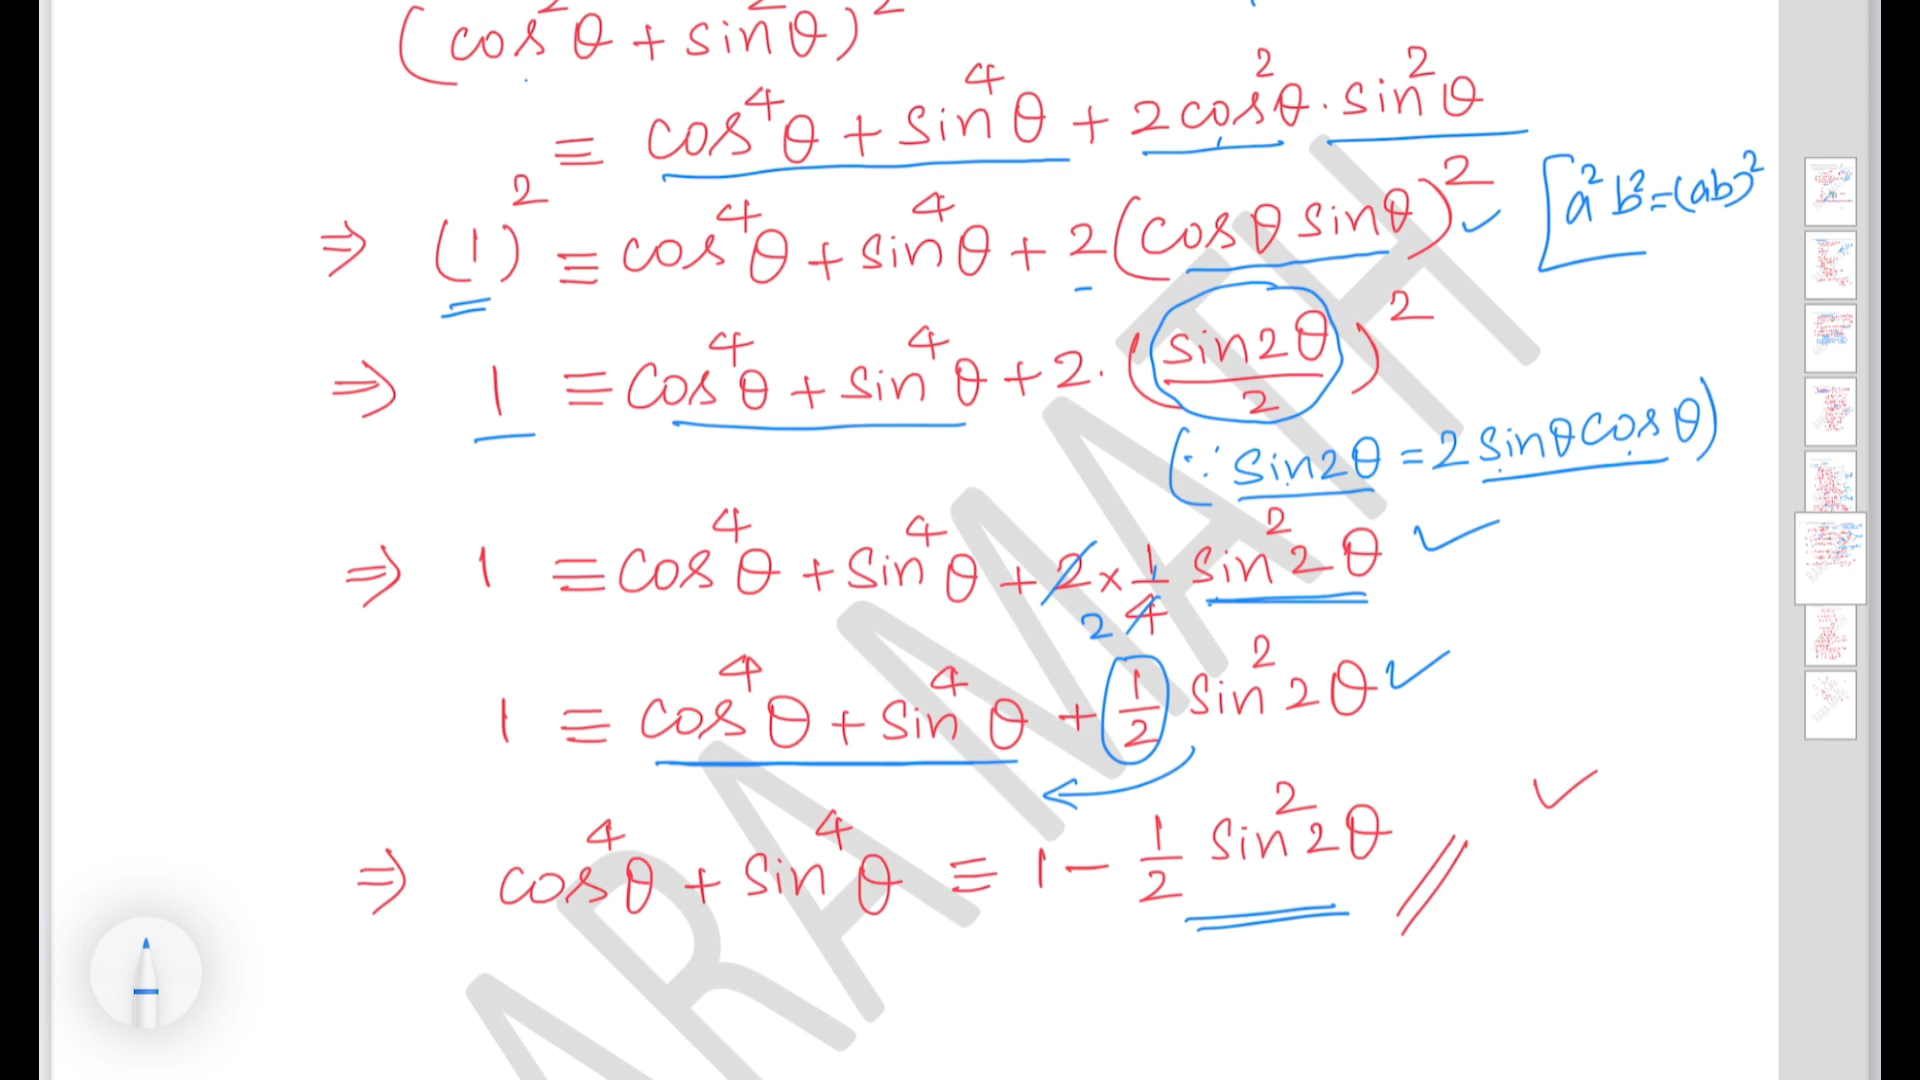 (cos²θ + sin²θ)²
≡ cos⁴θ + sin⁴θ + 2cos²θ · sin²θ
⇒ (1)² ≡ cos⁴θ + sin⁴θ + 2(cosθ sinθ)² ✓ [a²b² = (ab)²
⇒ 1 ≡ cos⁴θ + sin⁴θ + 2·(sin2θ/2)²
(∵ sin2θ = 2sinθcosθ)
⇒ 1 ≡ cos⁴θ + sin⁴θ + 2 × 1/4 sin²2θ ✓
2
1 ≡ cos⁴θ + sin⁴θ + 1/2 sin²2θ ✓
⇒ cos⁴θ + sin⁴θ ≡ 1 − 1/2 sin²2θ // ✓
ARAMATH